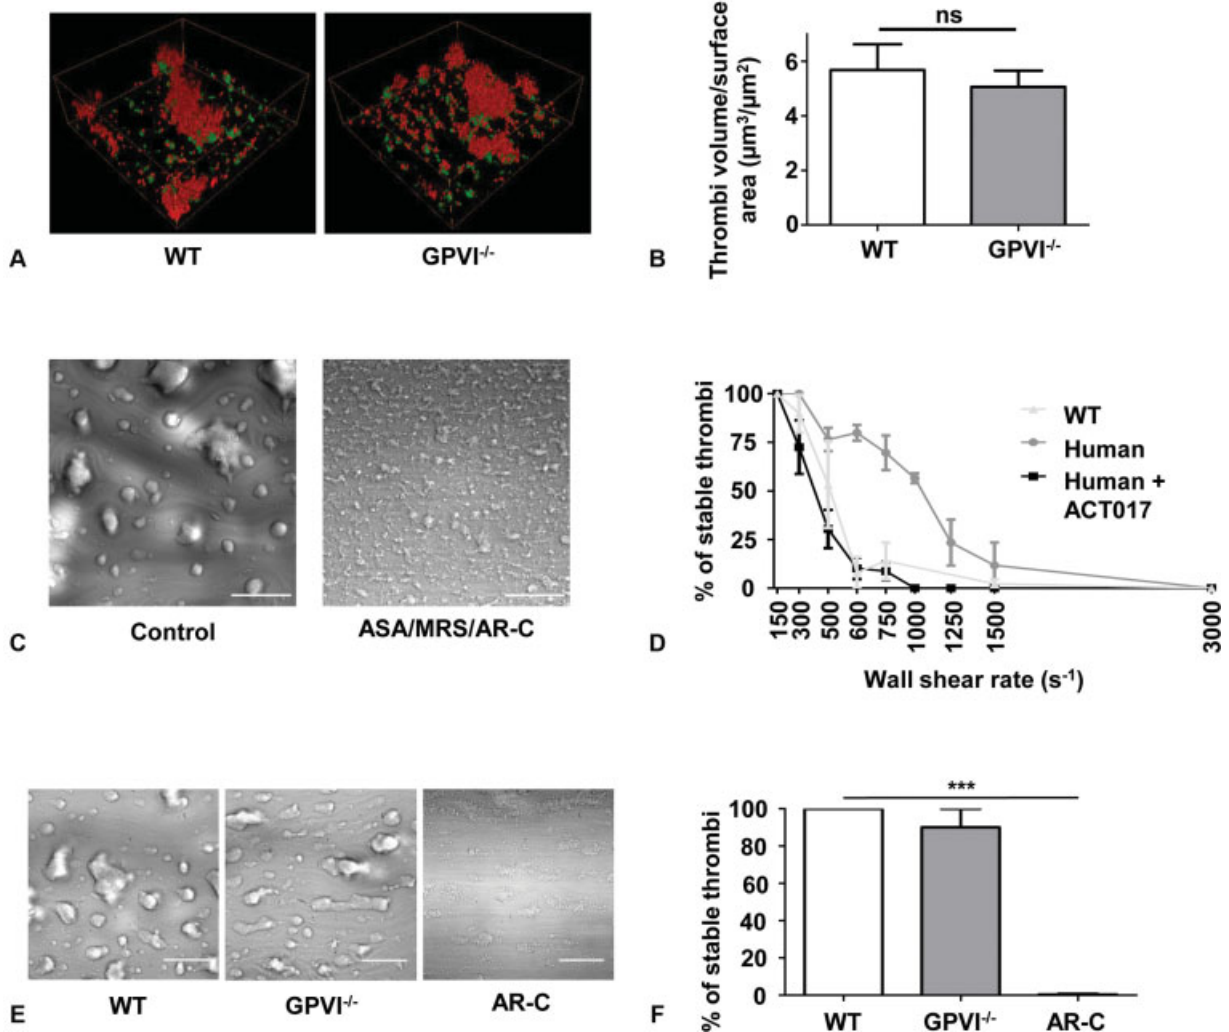 A
WT
GPVI-/-
B
Thrombi volume/surface
area (µm³/µm²)
ns
6
4
2
0
WT
GPVI-/-
C
Control
ASA/MRS/AR-C
D
% of stable thrombi
100
75
50
25
0
WT
Human
Human +
ACT017
150
300
500
600
750
1000
1250
1500
3000
Wall shear rate (s-1)
E
WT
GPVI-/-
AR-C
F
% of stable thrombi
***
100
80
60
40
20
0
WT
GPVI-/-
AR-C